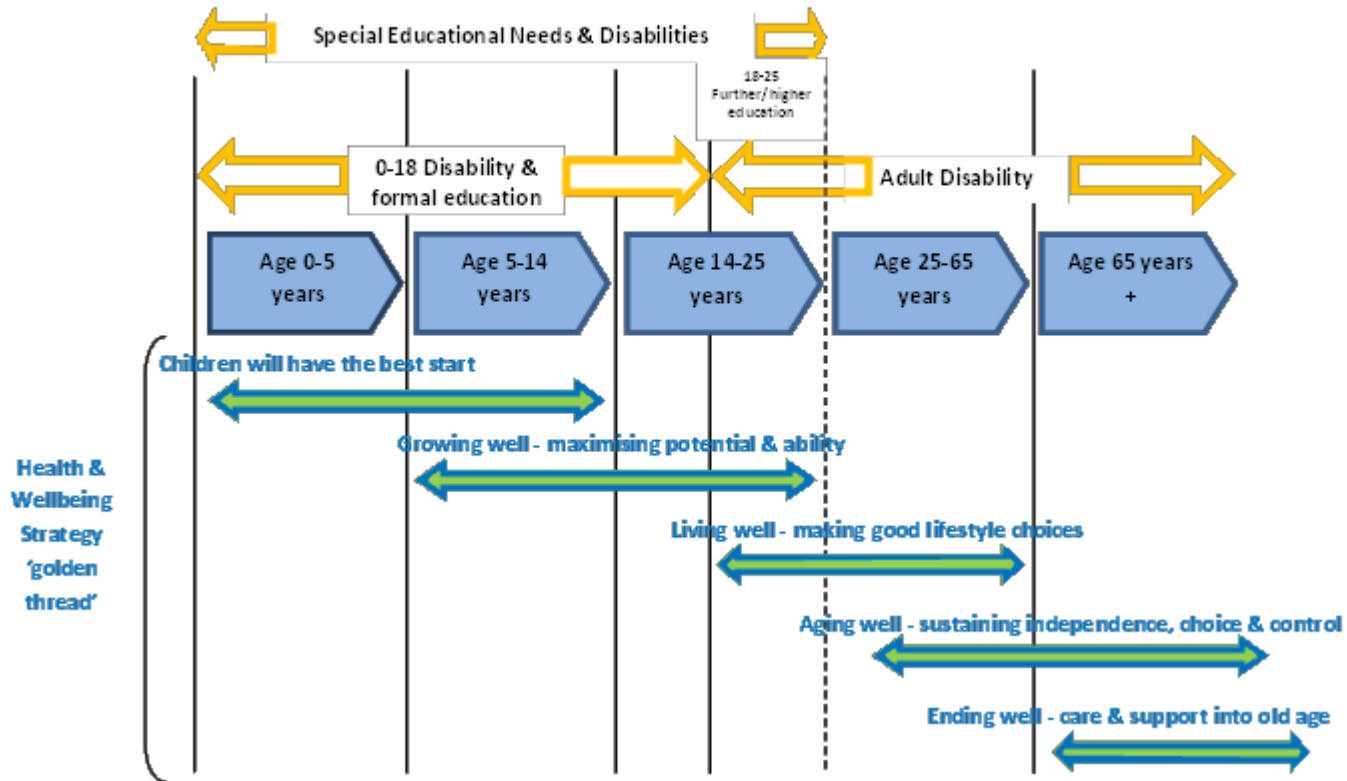 Special Educational Needs & Disabilities
18-25
Further/higher
education
0-18 Disability &
formal education
Adult Disability
Age 0-5
years
Age 5-14
years
Age 14-25
years
Age 25-65
years
Age 65 years
+
Children will have the best start
Growing well - maximising potential & ability
Health &
Wellbeing
Strategy
‘golden
thread’
Living well - making good lifestyle choices
Aging well - sustaining independence, choice & control
Ending well - care & support into old age